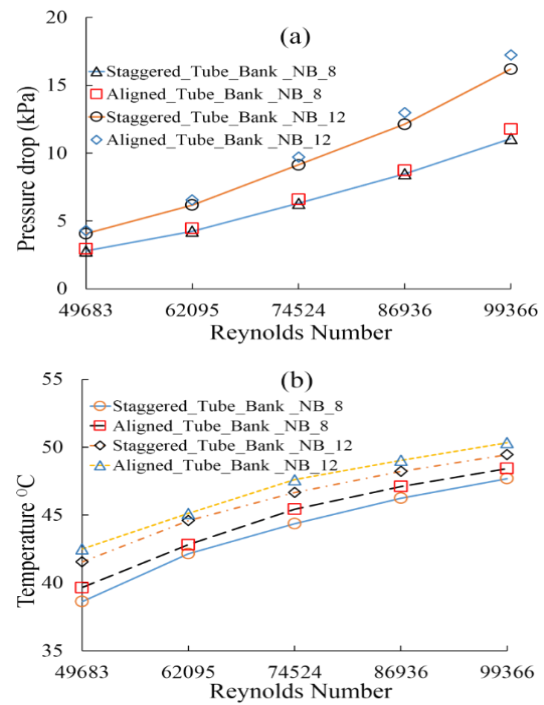 (a)
20
15
10
5
0
Pressure drop (kPa)
Staggered_Tube_Bank _NB_8
Aligned_Tube_Bank _NB_8
Staggered_Tube_Bank _NB_12
Aligned_Tube_Bank _NB_12
49683 62095 74524 86936 99366
Reynolds Number
(b)
55
50
45
40
35
Temperature ⁰C
Staggered_Tube_Bank _NB_8
Aligned_Tube_Bank _NB_8
Staggered_Tube_Bank _NB_12
Aligned_Tube_Bank _NB_12
49683 62095 74524 86936 99366
Reynolds Number